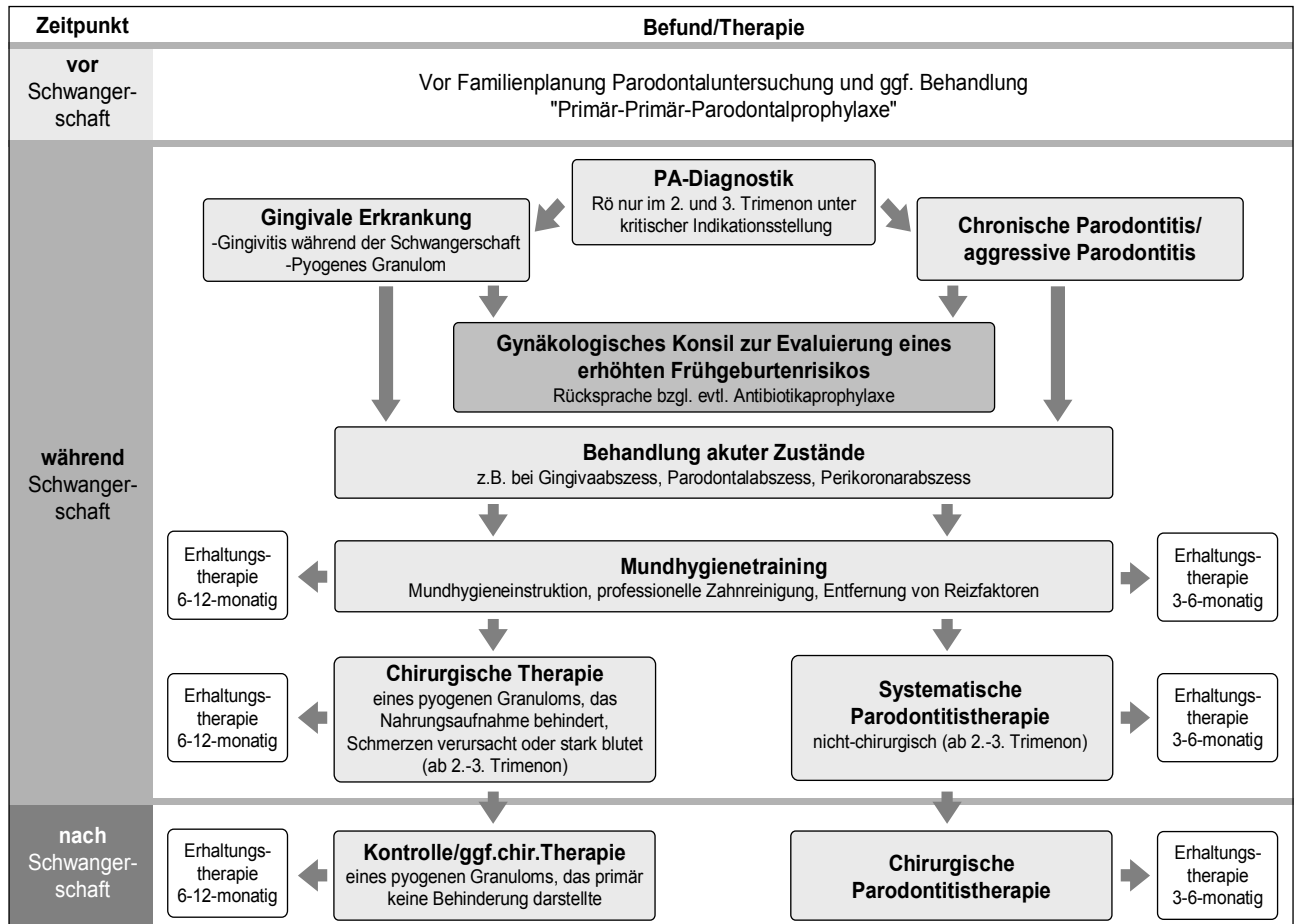 Zeitpunkt
Befund/Therapie
vor
Schwanger-
schaft
Vor Familienplanung Parodontaluntersuchung und ggf. Behandlung
"Primär-Primär-Parodontalprophylaxe"
während
Schwanger-
schaft
PA-Diagnostik
Rö nur im 2. und 3. Trimenon unter
kritischer Indikationsstellung
Gingivale Erkrankung
-Gingivitis während der Schwangerschaft
-Pyogenes Granulom
Chronische Parodontitis/
aggressive Parodontitis
Gynäkologisches Konsil zur Evaluierung eines
erhöhten Frühgeburtenrisikos
Rücksprache bzgl. evtl. Antibiotikaprophylaxe
Behandlung akuter Zustände
z.B. bei Gingivaabszess, Parodontalabszess, Perikoronarabszess
Erhaltungs-
therapie
6-12-monatig
Mundhygienetraining
Mundhygieneinstruktion, professionelle Zahnreinigung, Entfernung von Reizfaktoren
Erhaltungs-
therapie
3-6-monatig
Erhaltungs-
therapie
6-12-monatig
Chirurgische Therapie
eines pyogenen Granuloms, das
Nahrungsaufnahme behindert,
Schmerzen verursacht oder stark blutet
(ab 2.-3. Trimenon)
Systematische
Parodontitistherapie
nicht-chirurgisch (ab 2.-3. Trimenon)
Erhaltungs-
therapie
3-6-monatig
nach
Schwanger-
schaft
Erhaltungs-
therapie
6-12-monatig
Kontrolle/ggf.chir.Therapie
eines pyogenen Granuloms, das primär
keine Behinderung darstellte
Chirurgische
Parodontitistherapie
Erhaltungs-
therapie
3-6-monatig